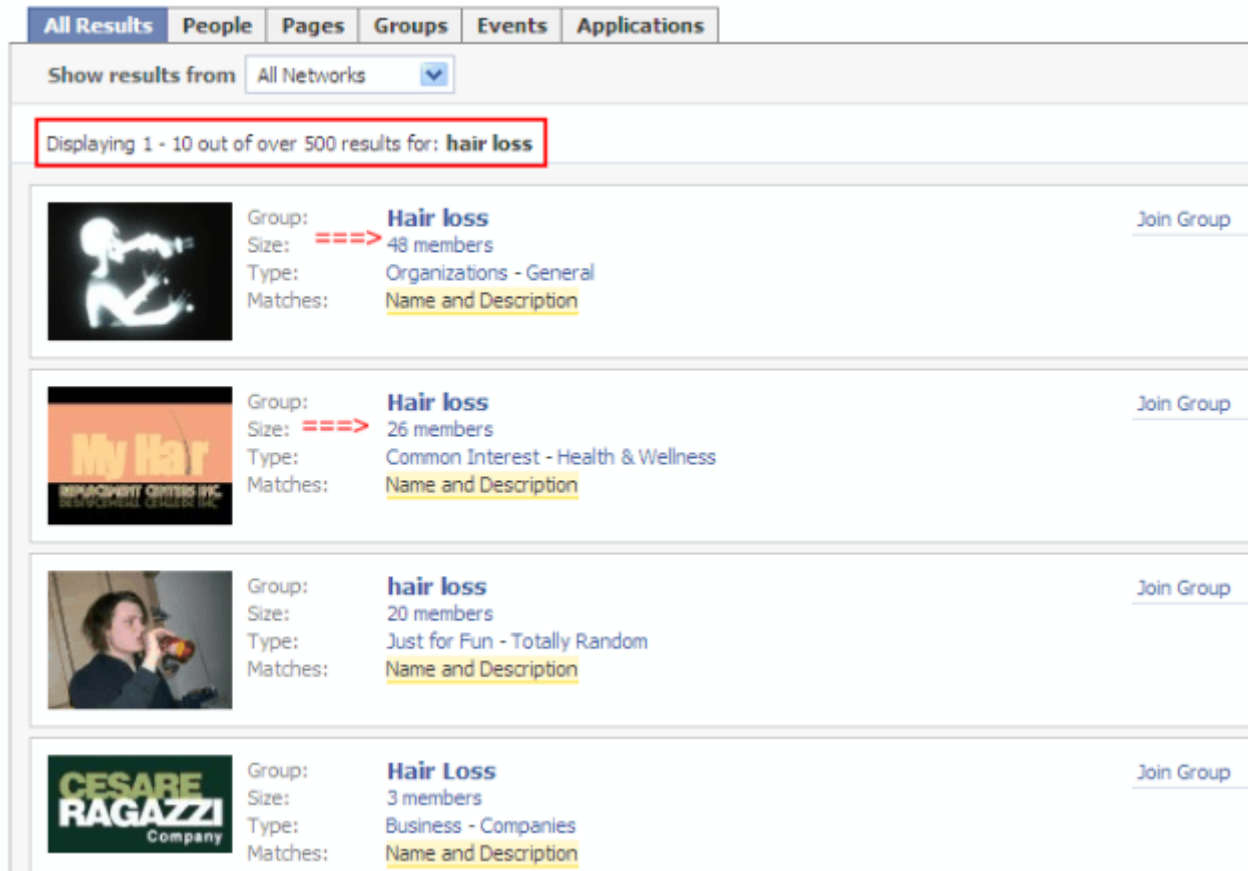 All Results People Pages Groups Events Applications
Show results from All Networks
Displaying 1 - 10 out of over 500 results for: hair loss
Group: Hair loss Join Group
Size: ===> 48 members
Type: Organizations - General
Matches: Name and Description
My Hair
REPLACEMENT CENTERS INC.
Group: Hair loss Join Group
Size: ===> 26 members
Type: Common Interest - Health & Wellness
Matches: Name and Description
Group: hair loss Join Group
Size: 20 members
Type: Just for Fun - Totally Random
Matches: Name and Description
CESARE
RAGAZZI
Company
Group: Hair Loss Join Group
Size: 3 members
Type: Business - Companies
Matches: Name and Description